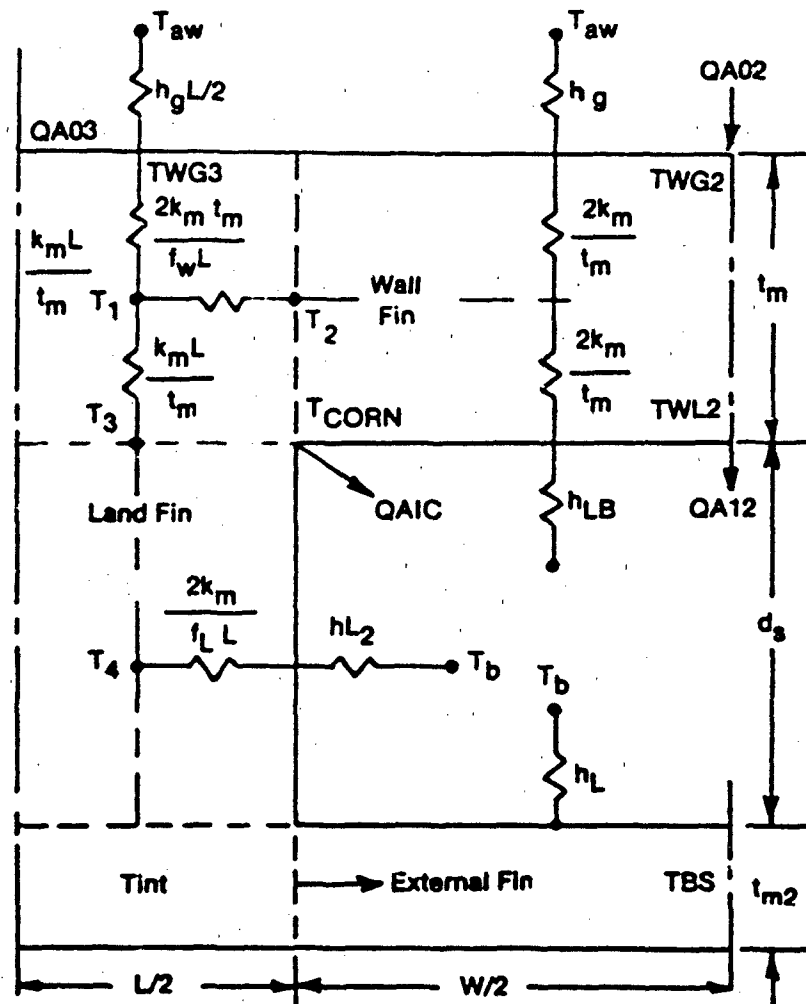 T_aw
T_aw
QA02
h_g L/2
h_g
QA03
TWG3
TWG2
2k_m t_m
f_w L
2k_m
t_m
k_m L
t_m
t_m
T_1
T_2
Wall
Fin
k_m L
t_m
2k_m
t_m
T_3
T_CORN
TWL2
Land Fin
QAIC
h_LB
QA12
2k_m
f_L L
hL_2
d_s
T_4
T_b
T_b
h_L
Tint
External Fin
TBS
t_m2
L/2
W/2